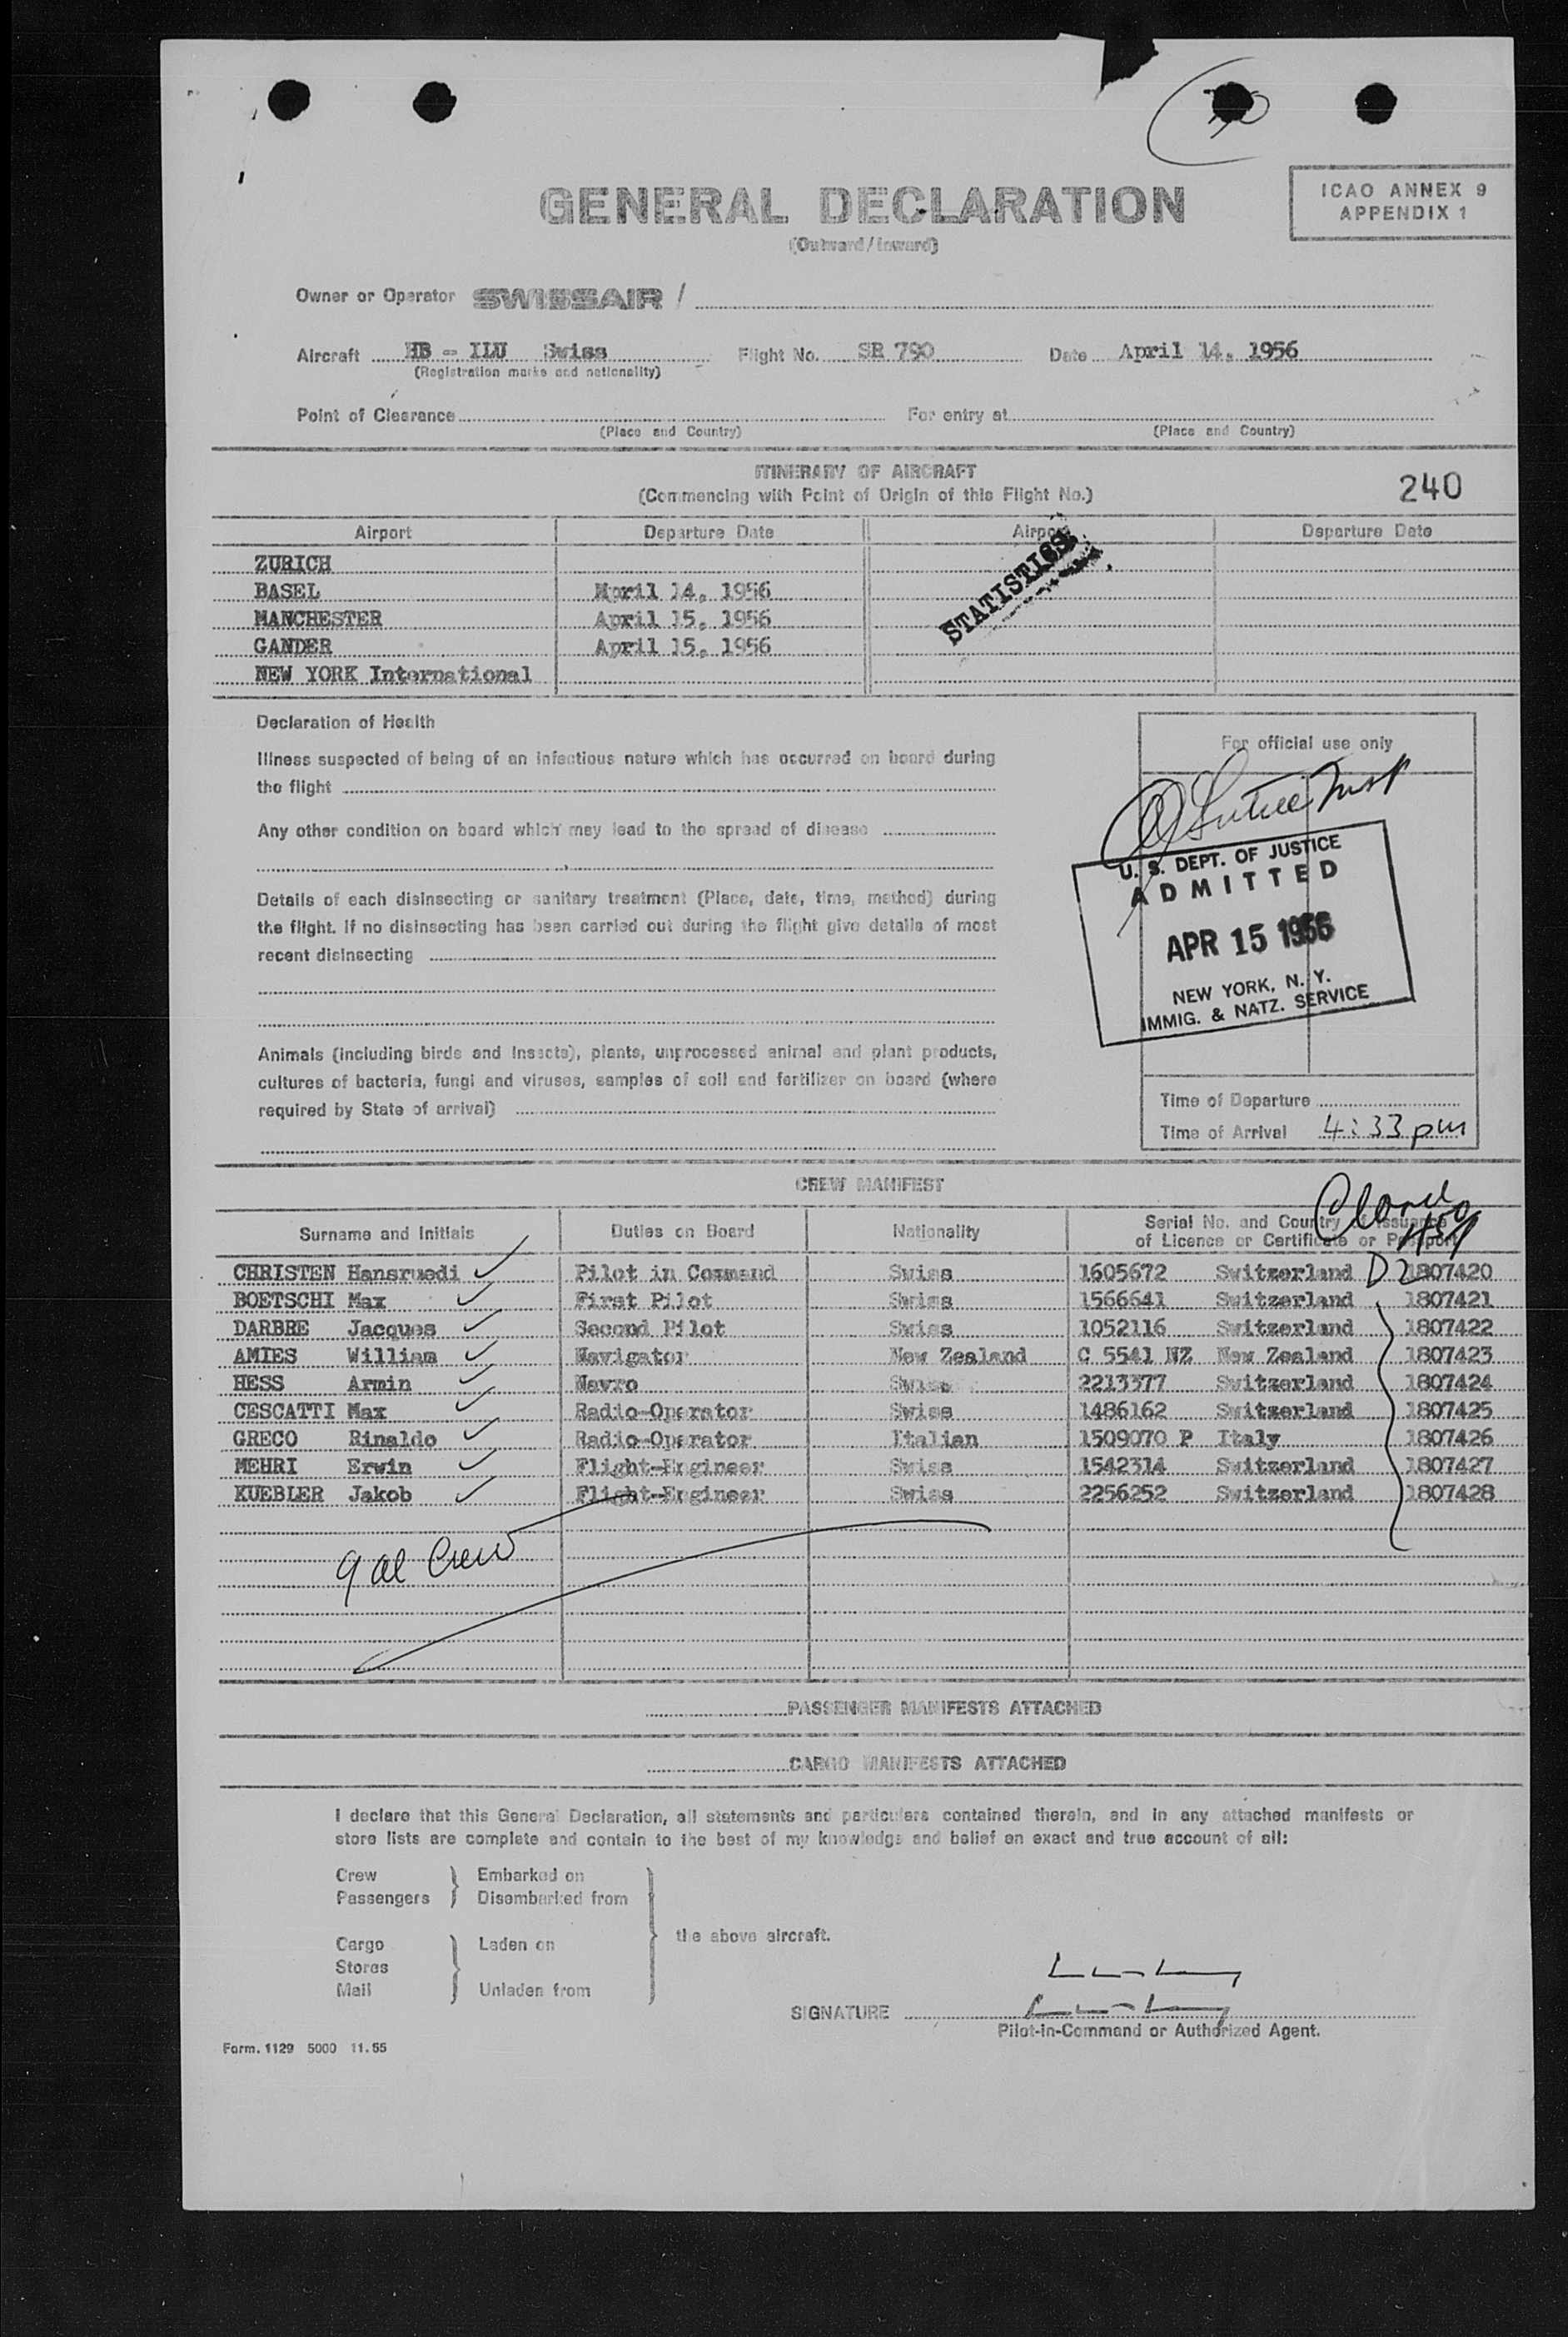 GENERAL DECLARATION
(Outward/Inward)
ICAO ANNEX 9
APPENDIX 1
Owner or Operator SWISSAIR /
Aircraft HB - ILU Swiss Flight No. SR 790 Date April 14, 1956
(Registration marks and nationality)
Point of Clearance For entry at
(Place and Country) (Place and Country)
ITINERARY OF AIRCRAFT
(Commencing with Point of Origin of this Flight No.)
240
Airport Departure Date Airport Departure Date
STATISTICS
ZURICH
BASEL April 14, 1956
MANCHESTER April 15, 1956
GANDER April 15, 1956
NEW YORK International
Declaration of Health
Illness suspected of being of an infectious nature which has occurred on board during
the flight
Any other condition on board which may lead to the spread of disease
Details of each disinsecting or sanitary treatment (Place, date, time, method) during
the flight. If no disinsecting has been carried out during the flight give details of most
recent disinsecting
Animals (including birds and insects), plants, unprocessed animal and plant products,
cultures of bacteria, fungi and viruses, samples of soil and fertilizer on board (where
required by State of arrival)
For official use only
U. S. DEPT. OF JUSTICE
ADMITTED
APR 15 1956
NEW YORK, N. Y.
IMMIG. & NATZ. SERVICE
Time of Departure
Time of Arrival 4:33 pm
CREW MANIFEST
Surname and Initials Duties on Board Nationality Serial No. and Country of Issuance
of Licence or Certificate or Passport
CHRISTEN Hansruedi Pilot in Command Swiss 1605672 Switzerland D2 1807420
BOETSCHI Max First Pilot Swiss 1566641 Switzerland 1807421
DARBRE Jacques Second Pilot Swiss 1052116 Switzerland 1807422
AMIES William Navigator New Zealand C 5541 NZ New Zealand 1807423
HESS Armin Navro Swiss 2213377 Switzerland 1807424
CESCATTI Max Radio-Operator Swiss 1486162 Switzerland 1807425
GRECO Rinaldo Radio-Operator Italian 1509070 P Italy 1807426
MEHRI Erwin Flight-Engineer Swiss 1542314 Switzerland 1807427
KUEBLER Jakob Flight-Engineer Swiss 2256252 Switzerland 1807428
9 al Crew
PASSENGER MANIFESTS ATTACHED
CARGO MANIFESTS ATTACHED
I declare that this General Declaration, all statements and particulars contained therein, and in any attached manifests or
store lists are complete and contain to the best of my knowledge and belief an exact and true account of all:
Crew Embarked on
Passengers Disembarked from
the above aircraft.
Cargo Laden on
Stores
Mail Unladen from
SIGNATURE
Pilot-in-Command or Authorized Agent.
Form. 1129 5000 11.55